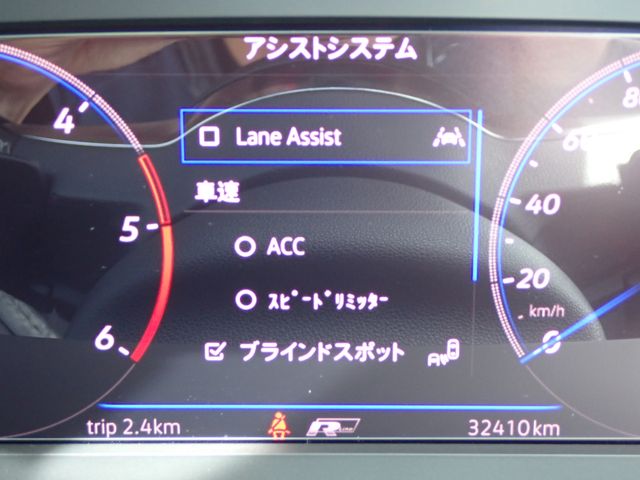 アシストシステム
4
Lane Assist
80
60
車速
5
40
ACC
20
スピードリミッター
km/h
6
ブラインドスポット
0
trip 2.4km
R-Line
32410km